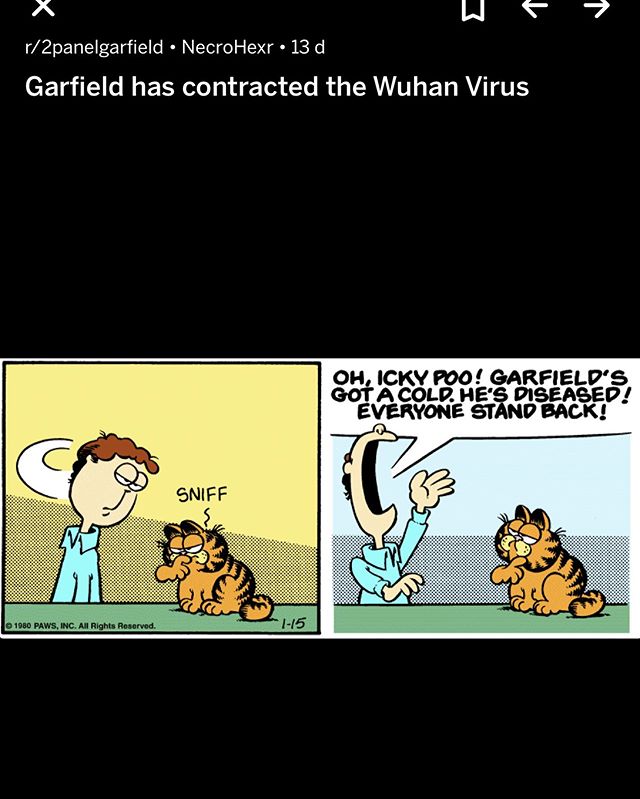 r/2panelgarfield • NecroHexr • 13 d
Garfield has contracted the Wuhan Virus
SNIFF
© 1980 PAWS, INC. All Rights Reserved.
1-15
OH, ICKY POO! GARFIELD'S
GOT A COLD. HE'S DISEASED!
EVERYONE STAND BACK!